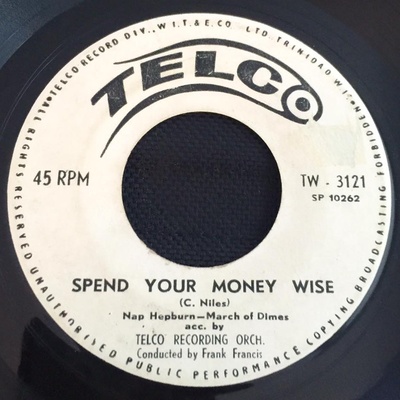 ★TELCO RECORD DIV., W.I.T.& E. CO. LTD. TRINIDAD W.I.★
TELCO
45 RPM
TW - 3121
SP 10262
SPEND YOUR MONEY WISE
(C. Niles)
Nap Hepburn—March of Dimes
acc. by
TELCO RECORDING ORCH.
Conducted by Frank Francis
ALL RIGHTS RESERVED UNAUTHORISED PUBLIC PERFORMANCE COPYING BROADCASTING FORBIDDEN